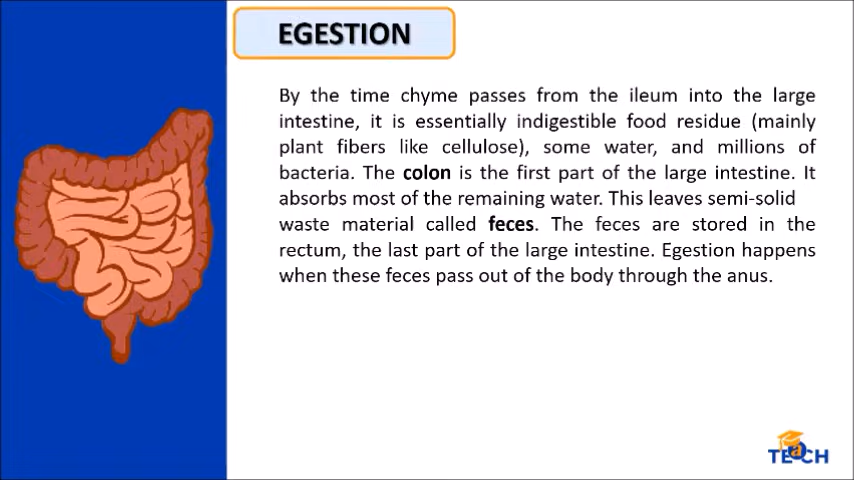 EGESTION
By the time chyme passes from the ileum into the large
intestine, it is essentially indigestible food residue (mainly
plant fibers like cellulose), some water, and millions of
bacteria. The colon is the first part of the large intestine. It
absorbs most of the remaining water. This leaves semi-solid
waste material called feces. The feces are stored in the
rectum, the last part of the large intestine. Egestion happens
when these feces pass out of the body through the anus.
TEaCH